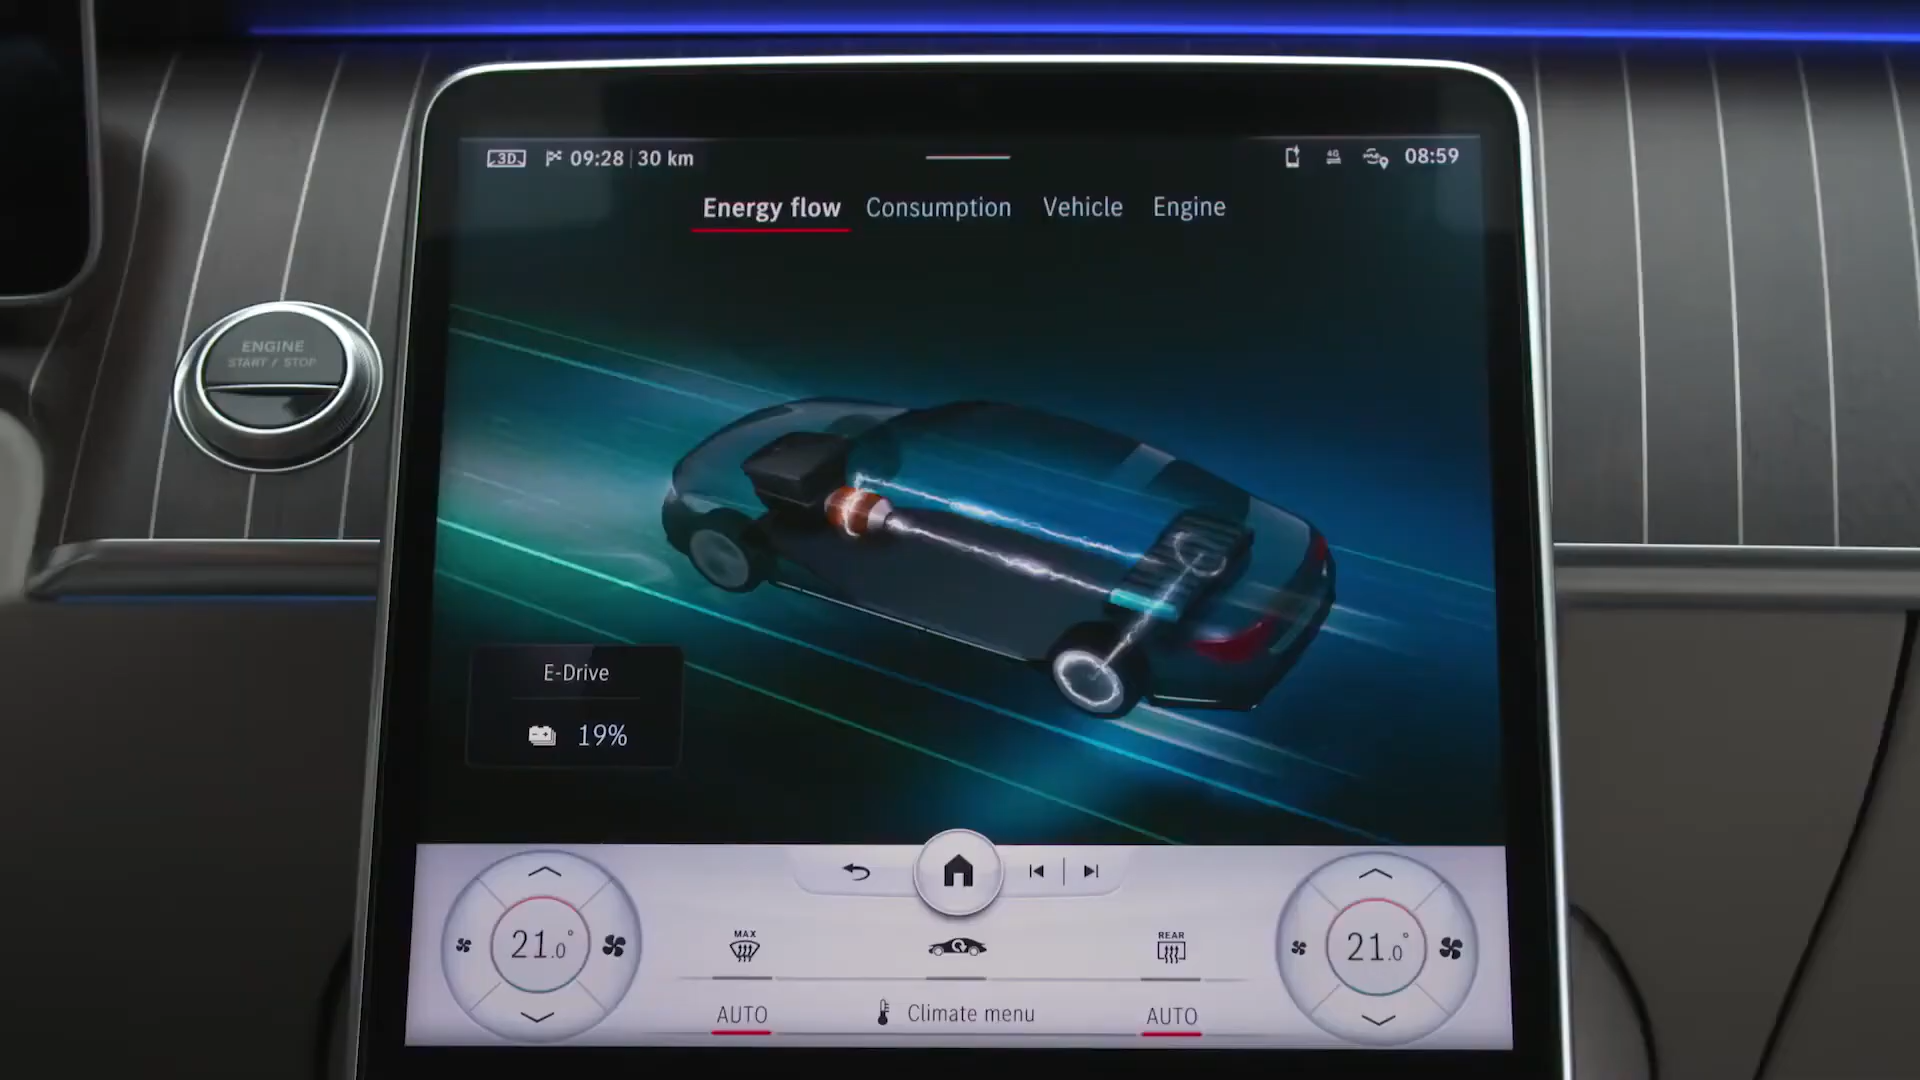 3D 09:28 30 km 4G 08:59
Energy flow Consumption Vehicle Engine
ENGINE
START / STOP
E-Drive
19%
MAX REAR
21.0° 21.0°
AUTO Climate menu AUTO